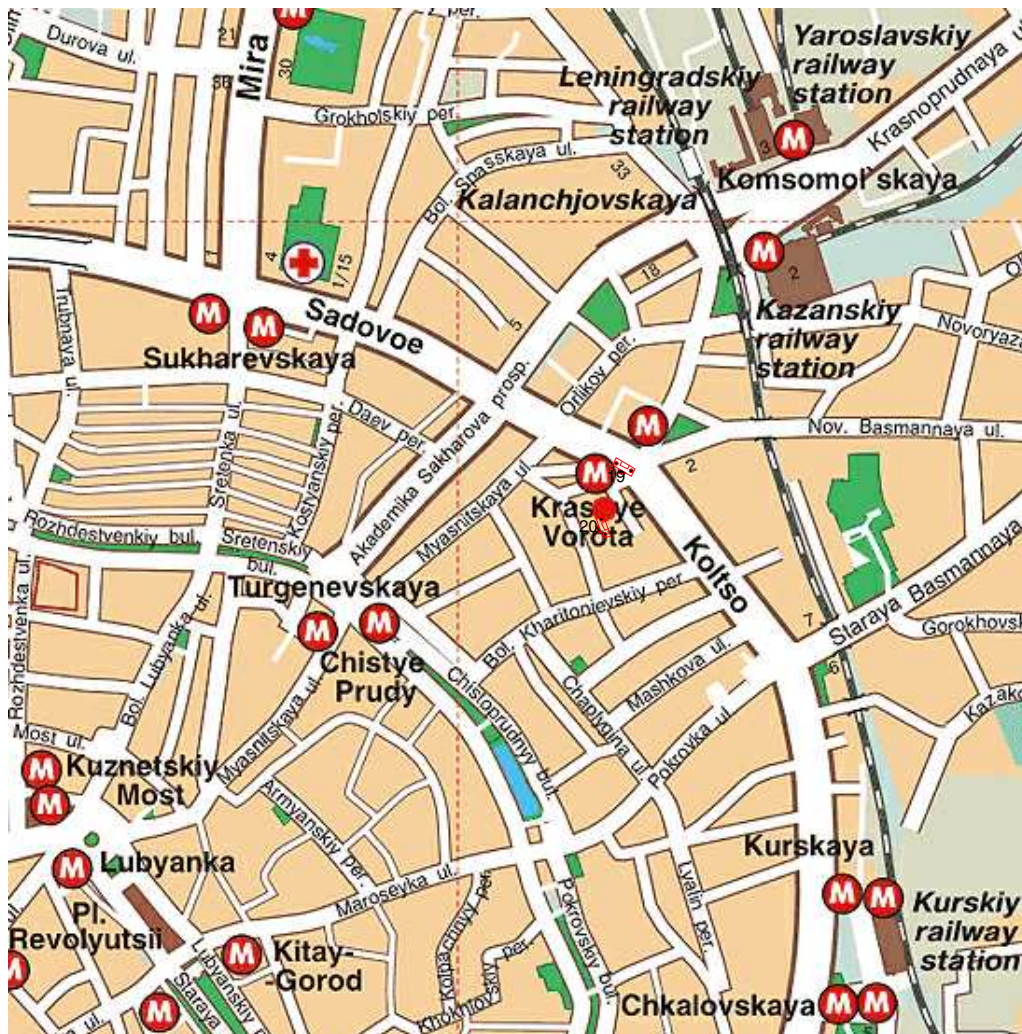 Durova ul.
21
36
Mira
30
Grokholskiy per.
z per.
Leningradskiy
railway
station
Yaroslavskiy
railway
station
M
3
Krasnoprudnaya u
Komsomol'skaya
33
Bol. Spasskaya ul.
Kalanchjovskaya
M
2
Kazanskiy
railway
station
18
1
4
1/15
Trubnaya ul.
M
M
Sukharevskaya
Sadovoe
5
Orlikov per.
Novoryaza
Daev per.
Akademika Sakharova prosp.
Sretenka ul.
Kostyanskiy per.
M
Nov. Basmannaya ul.
2
M
19
Krasnye
Vorota
20
Myasnitskaya ul.
Rozhdestvenkiy bul.
Sretenskiy
bul.
Koltso
Turgenevskaya
M
M
Chistye
Prudy
Bol. Kharitonievskiy per.
7
Staraya Basmannaya
Gorokhovsk
6
Rozhdestvenka ul.
Bol. Lubyanka ul.
Chaplygina ul.
Mashkova ul.
Pokrovka ul.
Kazako
Chistoprudnyy bul.
Most ul.
M
M
Kuznetskiy
Most
Myasnitskaya ul.
Armyanskiy per.
M
Lubyanka
Maroseyka ul.
Kurskaya
M
M
Kurskiy
railway
station
Lyalin per.
Pl.
Revolyutsii
M
M
Kitay-
-Gorod
Kolpachnyy per.
Khokhlovskiy per.
Pokrovskiy bul.
Lubyanskiy
Staraya
M
a ul.
Chkalovskaya
M
M